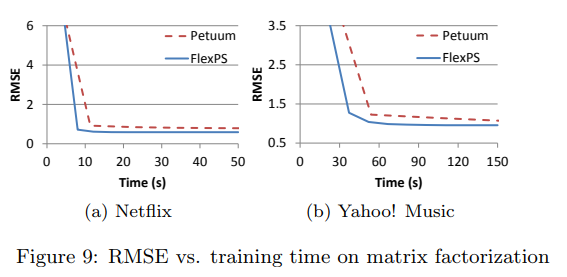 6
4
2
0
RMSE
Petuum
FlexPS
0 10 20 30 40 50
Time (s)
(a) Netflix
3.5
2.5
1.5
0.5
RMSE
Petuum
FlexPS
0 30 60 90 120 150
Time (s)
(b) Yahoo! Music
Figure 9: RMSE vs. training time on matrix factorization